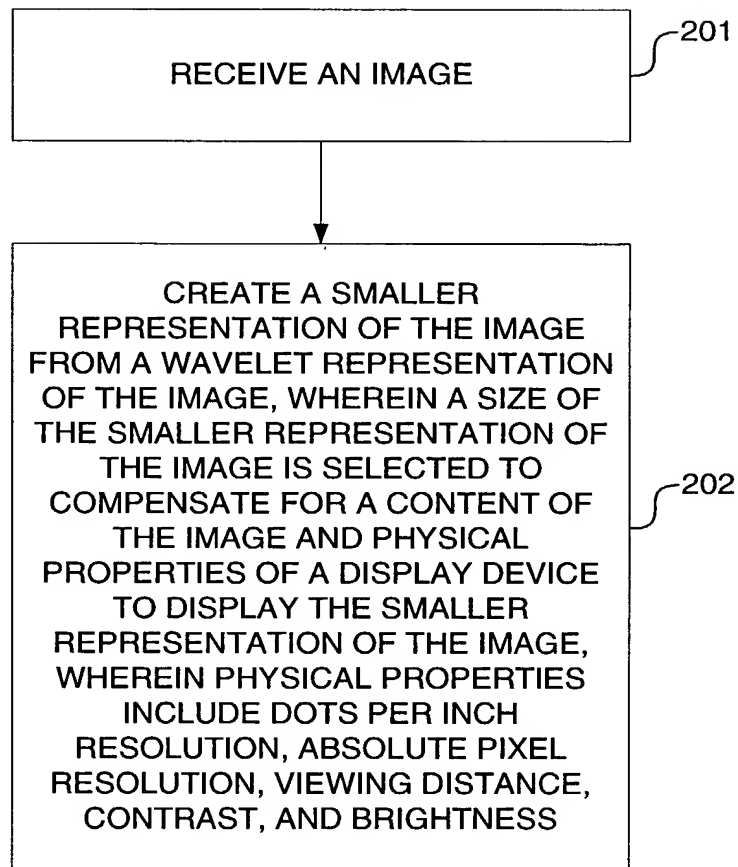 201
RECEIVE AN IMAGE
CREATE A SMALLER
REPRESENTATION OF THE IMAGE
FROM A WAVELET REPRESENTATION
OF THE IMAGE, WHEREIN A SIZE OF
THE SMALLER REPRESENTATION OF
THE IMAGE IS SELECTED TO
COMPENSATE FOR A CONTENT OF
THE IMAGE AND PHYSICAL
PROPERTIES OF A DISPLAY DEVICE
TO DISPLAY THE SMALLER
REPRESENTATION OF THE IMAGE,
WHEREIN PHYSICAL PROPERTIES
INCLUDE DOTS PER INCH
RESOLUTION, ABSOLUTE PIXEL
RESOLUTION, VIEWING DISTANCE,
CONTRAST, AND BRIGHTNESS
202